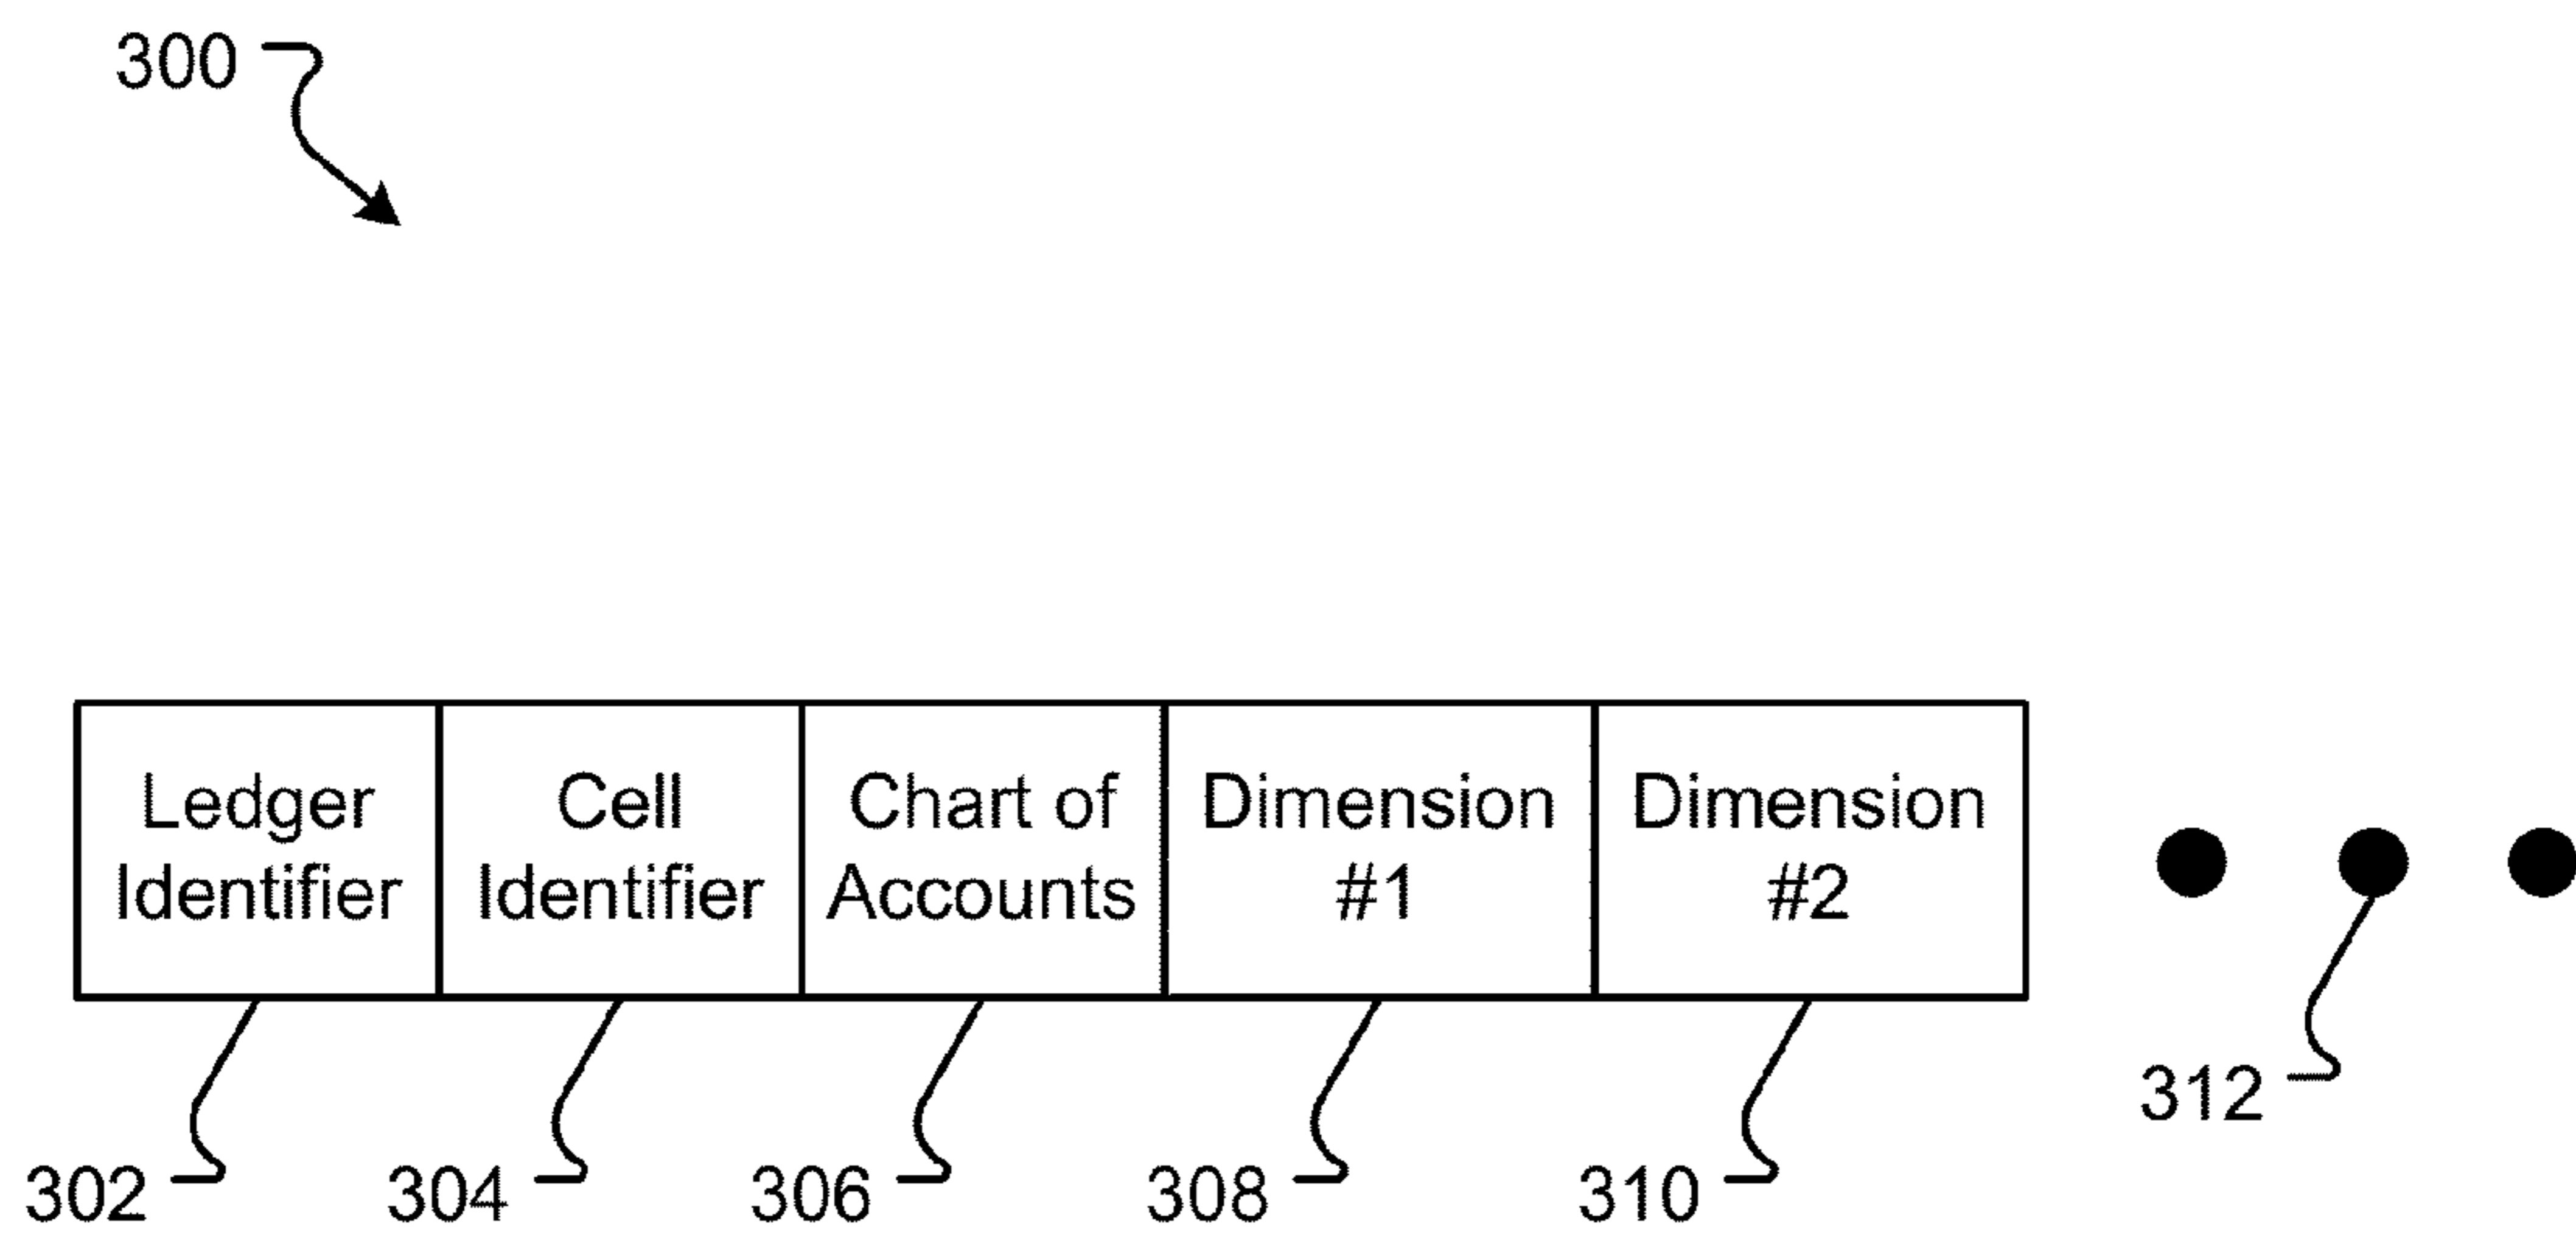 300
Ledger
Identifier
Cell
Identifier
Chart of
Accounts
Dimension
#1
Dimension
#2
302
304
306
308
310
312